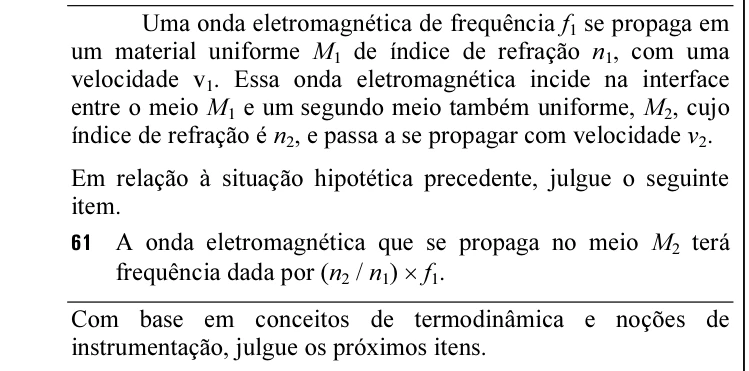 Uma onda eletromagnética de frequência f₁ se propaga em
um material uniforme M₁ de índice de refração n₁, com uma
velocidade v₁. Essa onda eletromagnética incide na interface
entre o meio M₁ e um segundo meio também uniforme, M₂, cujo
índice de refração é n₂, e passa a se propagar com velocidade v₂.
Em relação à situação hipotética precedente, julgue o seguinte
item.
61 A onda eletromagnética que se propaga no meio M₂ terá
frequência dada por (n₂ / n₁) × f₁.
Com base em conceitos de termodinâmica e noções de
instrumentação, julgue os próximos itens.